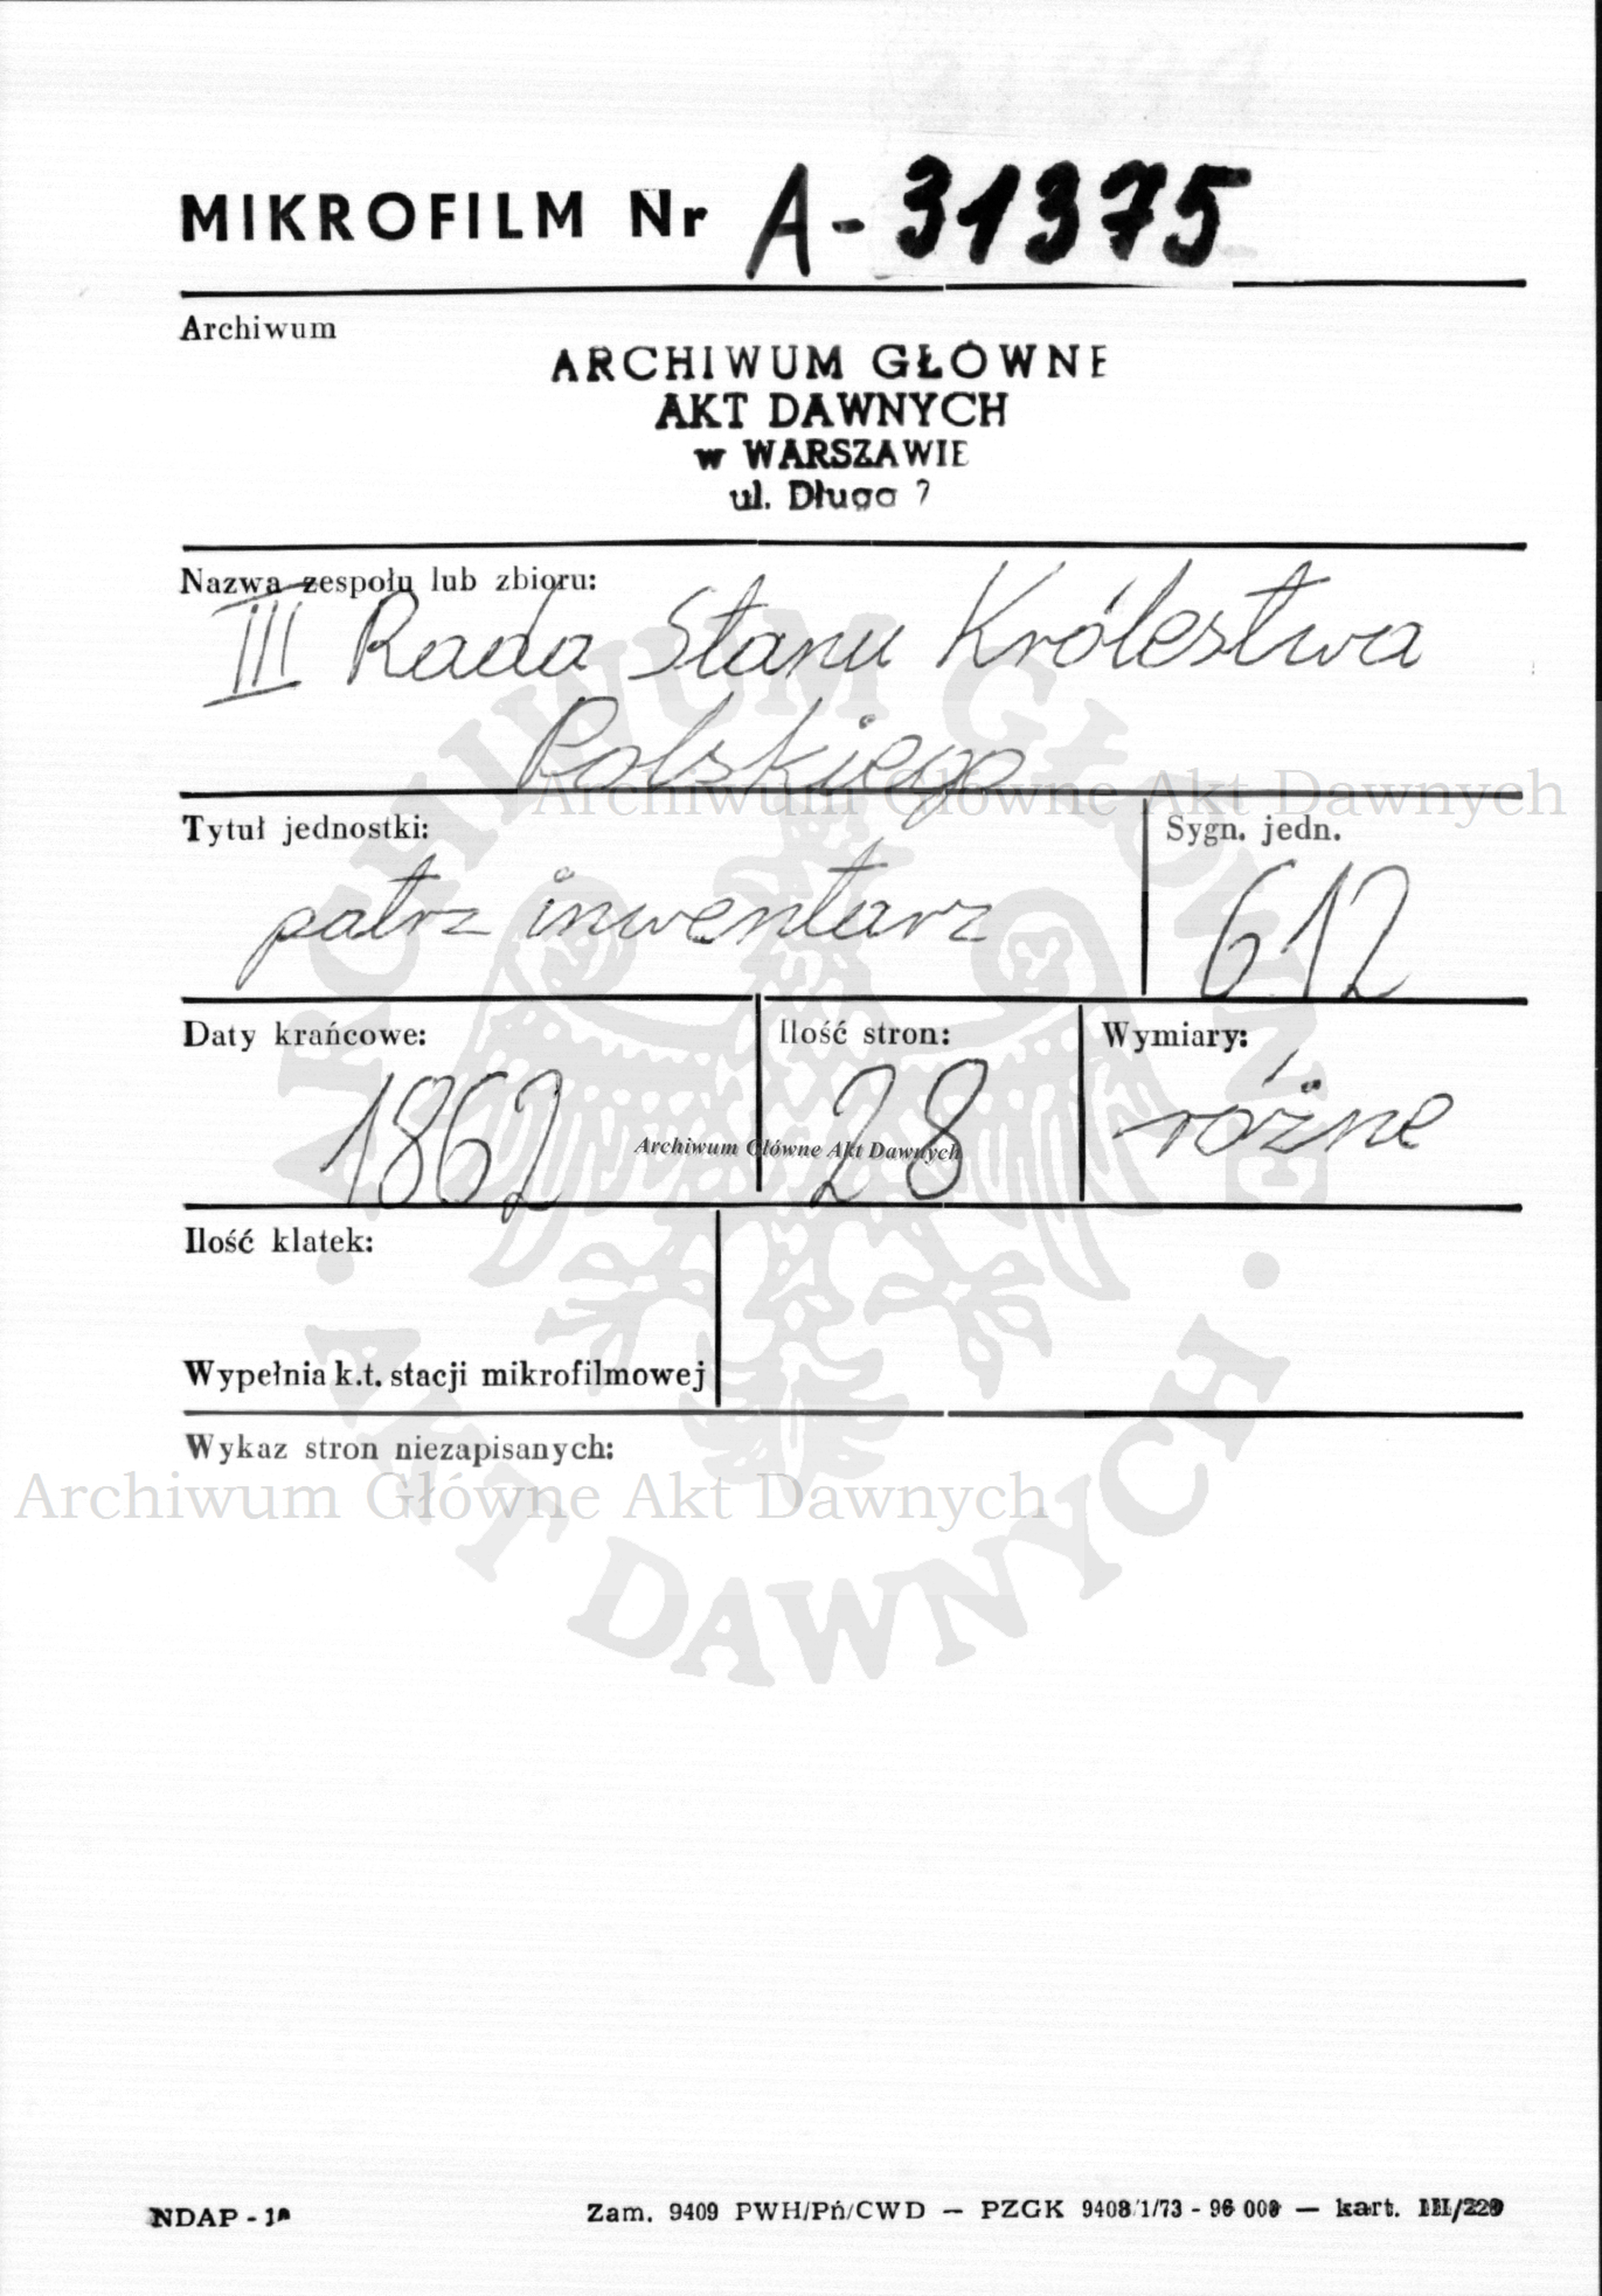 MIKROFILM Nr A-31375
Archiwum
ARCHIWUM GŁÓWNE
AKT DAWNYCH
w WARSZAWIE
ul. Długa 7
Nazwa zespołu lub zbioru:
III Rada Stanu Królestwa
Polskiego
Archiwum Główne Akt Dawnych
Tytuł jednostki:
Sygn. jedn.
patrz inwentarz
612
Daty krańcowe:
Ilość stron:
Wymiary:
1862
28
różne
Archiwum Główne Akt Dawnych
Ilość klatek:
Wypełnia k.t. stacji mikrofilmowej
Wykaz stron niezapisanych:
Archiwum Główne Akt Dawnych
ARCHIWUM GŁÓWNE
• AKT DAWNYCH •
NDAP -
Zam. 9409 PWH/Pń/CWD — PZGK 9408/1/73 - 96 000 — kart. III/229